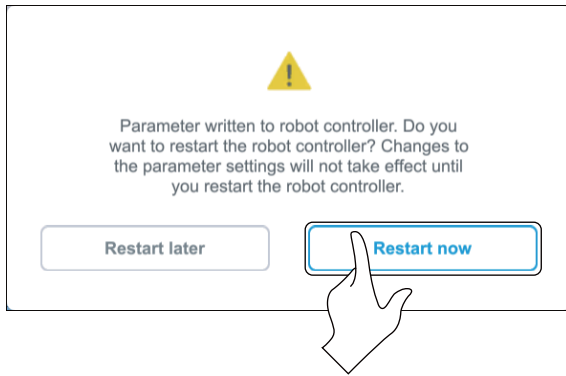 Parameter written to robot controller. Do you
want to restart the robot controller? Changes to
the parameter settings will not take effect until
you restart the robot controller.
Restart later
Restart now